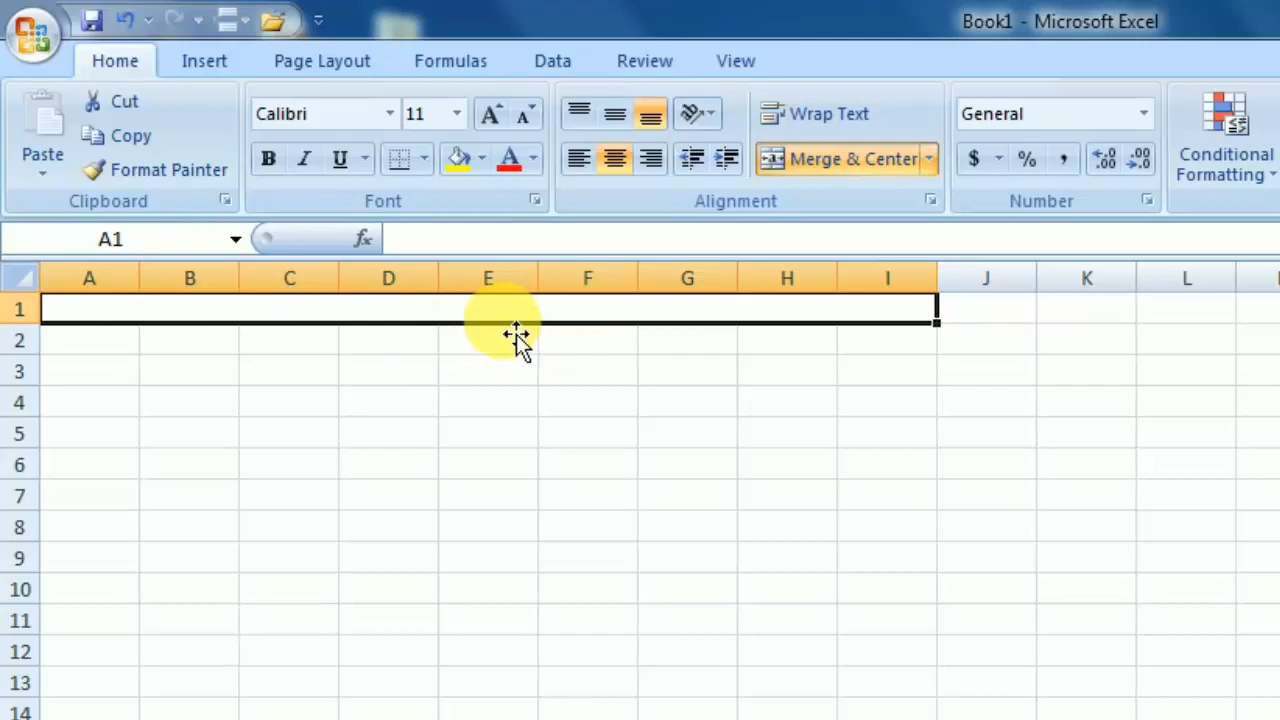 Book1 - Microsoft Excel
Home Insert Page Layout Formulas Data Review View
Paste
Cut
Copy
Format Painter
Clipboard
Calibri 11
B I U A
Font
Wrap Text
Merge & Center
Alignment
General
$ % ,
Number
Conditional
Formatting
A1 fx
A B C D E F G H I J K L
1
2
3
4
5
6
7
8
9
10
11
12
13
14